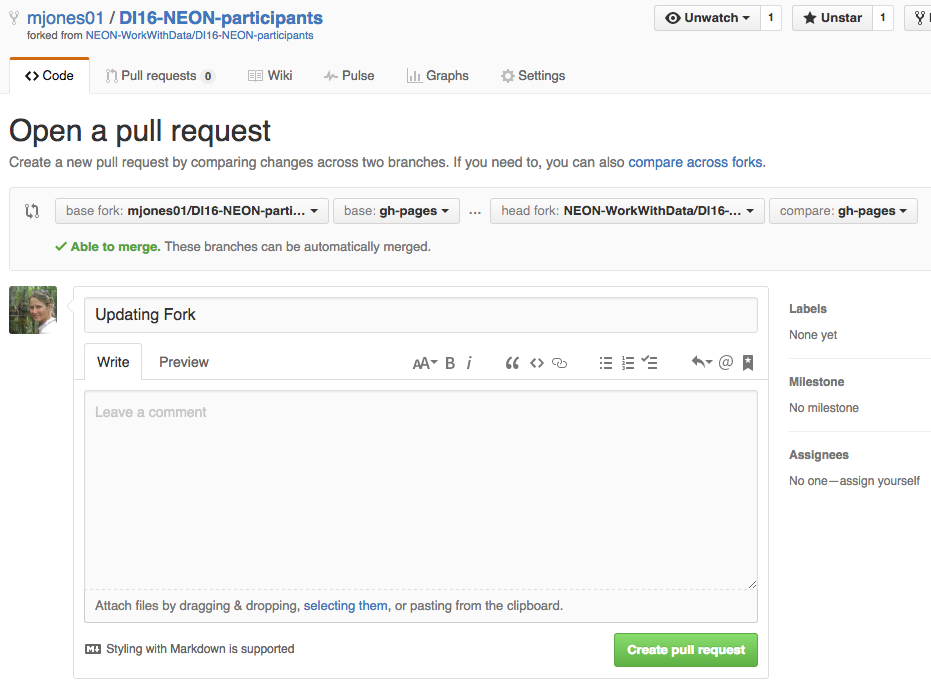 mjones01 / DI16-NEON-participants
Unwatch 1 Unstar 1
forked from NEON-WorkWithData/DI16-NEON-participants
Code Pull requests 0 Wiki Pulse Graphs Settings
Open a pull request
Create a new pull request by comparing changes across two branches. If you need to, you can also compare across forks.
base fork: mjones01/DI16-NEON-parti... base: gh-pages ... head fork: NEON-WorkWithData/DI16-... compare: gh-pages
Able to merge. These branches can be automatically merged.
Updating Fork
Labels
None yet
Write Preview AA B i “ <> @
Milestone
No milestone
Leave a comment
Assignees
No one—assign yourself
Attach files by dragging & dropping, selecting them, or pasting from the clipboard.
Styling with Markdown is supported
Create pull request